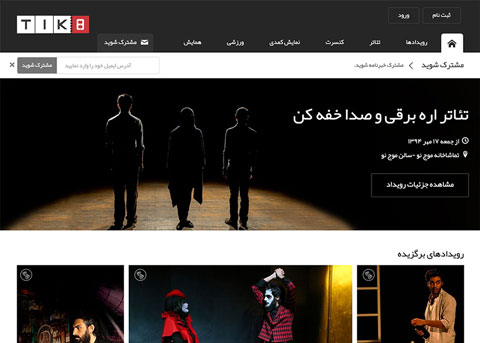 TIK8
ثبت نام
ورود
رویدادها
تئاتر
کنسرت
نمایش کمدی
ورزشی
همایش
مشترک شوید
مشترک شوید
مشترک خبرنامه شوید.
آدرس ایمیل خود را وارد نمایید
مشترک شوید
تئاتر اره برقی و صدا خفه کن
از جمعه ۱۷ مهر ۱۳۹۴
تماشاخانه موج نو -سالن موج نو
مشاهده جزئیات رویداد
رویدادهای برگزیده